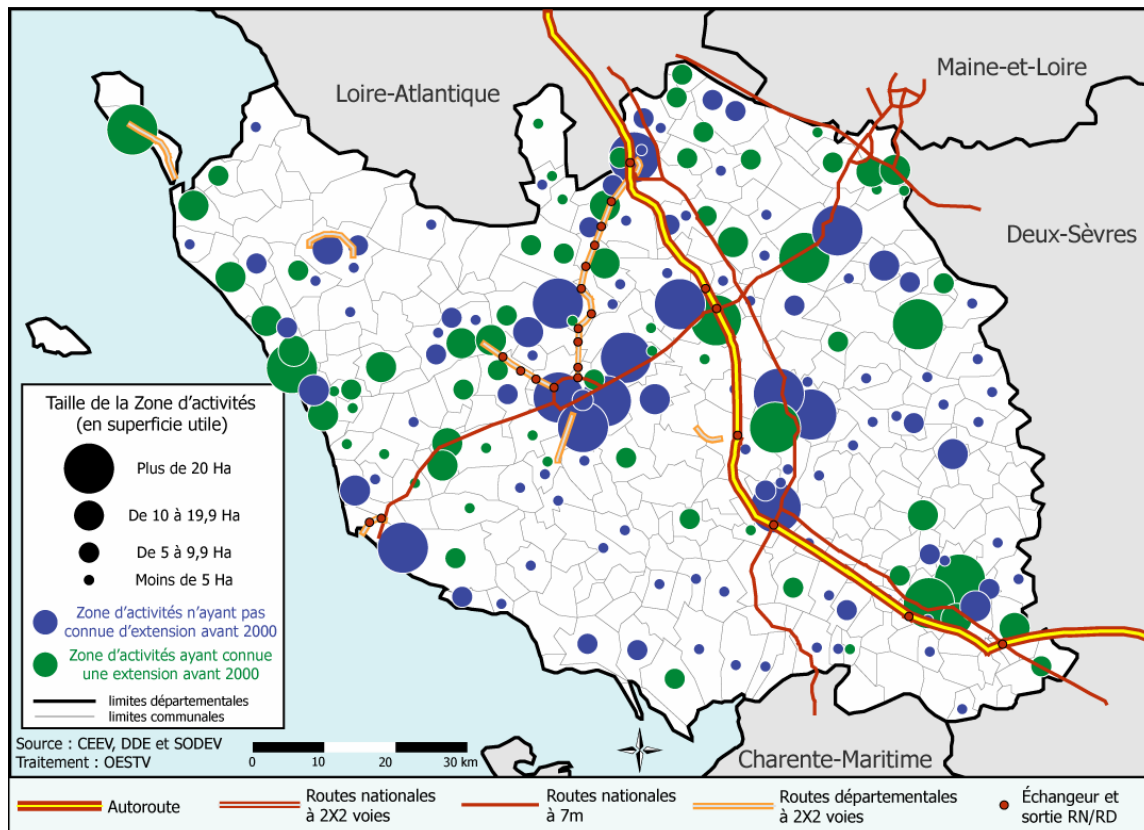 Loire-Atlantique
Maine-et-Loire
Deux-Sèvres
Charente-Maritime
Taille de la Zone d'activités
(en superficie utile)
Plus de 20 Ha
De 10 à 19,9 Ha
De 5 à 9,9 Ha
Moins de 5 Ha
Zone d'activités n'ayant pas
connue d'extension avant 2000
Zone d'activités ayant connue
une extension avant 2000
limites départementales
limites communales
Source : CEEV, DDE et SODEV
Traitement : OESTV
0 10 20 30 km
Autoroute
Routes nationales
à 2X2 voies
Routes nationales
à 7m
Routes départementales
à 2X2 voies
Échangeur et
sortie RN/RD